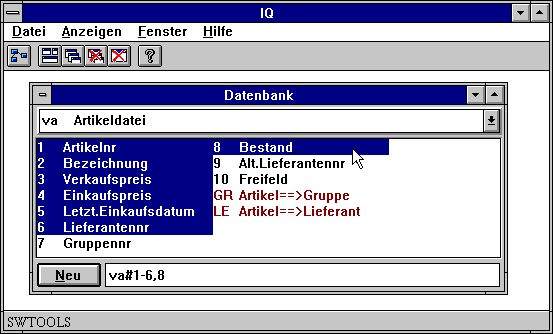 IQ
Datei Anzeigen Fenster Hilfe
?
Datenbank
va Artikeldatei
1 Artikelnr 8 Bestand
2 Bezeichnung 9 Alt.Lieferantennr
3 Verkaufspreis 10 Freifeld
4 Einkaufspreis GR Artikel==>Gruppe
5 Letzt.Einkaufsdatum LE Artikel==>Lieferant
6 Lieferantennr
7 Gruppennr
Neu va#1-6,8
SWTOOLS